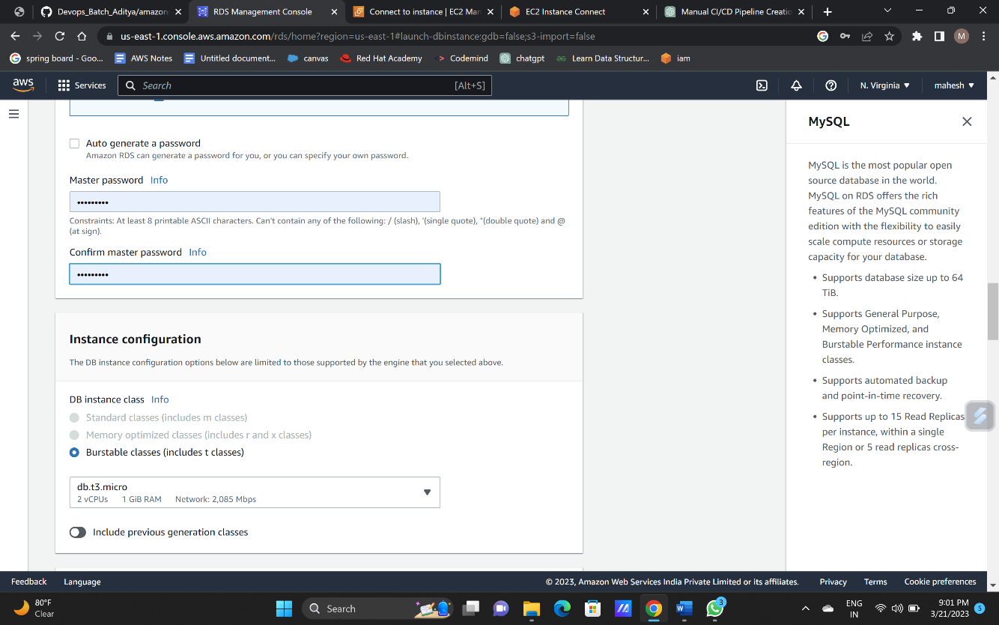 Devops_Batch_Aditya/amazon
RDS Management Console
Connect to instance | EC2 Man
EC2 Instance Connect
Manual CI/CD Pipeline Creatio
us-east-1.console.aws.amazon.com/rds/home?region=us-east-1#launch-dbinstance:gdb=false;s3-import=false
M
spring board - Goo...
AWS Notes
Untitled document...
canvas
Red Hat Academy
Codemind
chatgpt
Learn Data Structur...
iam
aws
Services
Search
[Alt+S]
N. Virginia
mahesh
Auto generate a password
Amazon RDS can generate a password for you, or you can specify your own password.
Master password Info
•••••••••
Constraints: At least 8 printable ASCII characters. Can't contain any of the following: / (slash), '(single quote), "(double quote) and @
(at sign).
Confirm master password Info
•••••••••
Instance configuration
The DB instance configuration options below are limited to those supported by the engine that you selected above.
DB instance class Info
Standard classes (includes m classes)
Memory optimized classes (includes r and x classes)
Burstable classes (includes t classes)
db.t3.micro
2 vCPUs 1 GiB RAM Network: 2,085 Mbps
Include previous generation classes
MySQL
MySQL is the most popular open
source database in the world.
MySQL on RDS offers the rich
features of the MySQL community
edition with the flexibility to easily
scale compute resources or storage
capacity for your database.
• Supports database size up to 64
TiB.
• Supports General Purpose,
Memory Optimized, and
Burstable Performance instance
classes.
• Supports automated backup
and point-in-time recovery.
• Supports up to 15 Read Replicas
per instance, within a single
Region or 5 read replicas cross-
region.
Feedback
Language
© 2023, Amazon Web Services India Private Limited or its affiliates.
Privacy
Terms
Cookie preferences
80°F
Clear
Search
3
ENG
IN
9:01 PM
3/21/2023
5